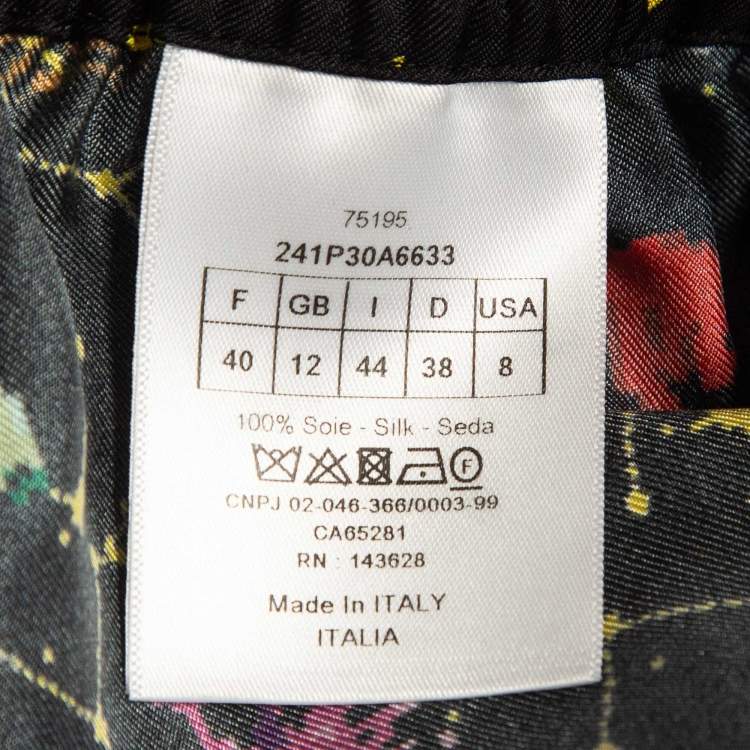 75195
241P30A6633
F GB I D USA
40 12 44 38 8
100% Soie - Silk - Seda
F
CNPJ 02-046-366/0003-99
CA65281
RN : 143628
Made In ITALY
ITALIA